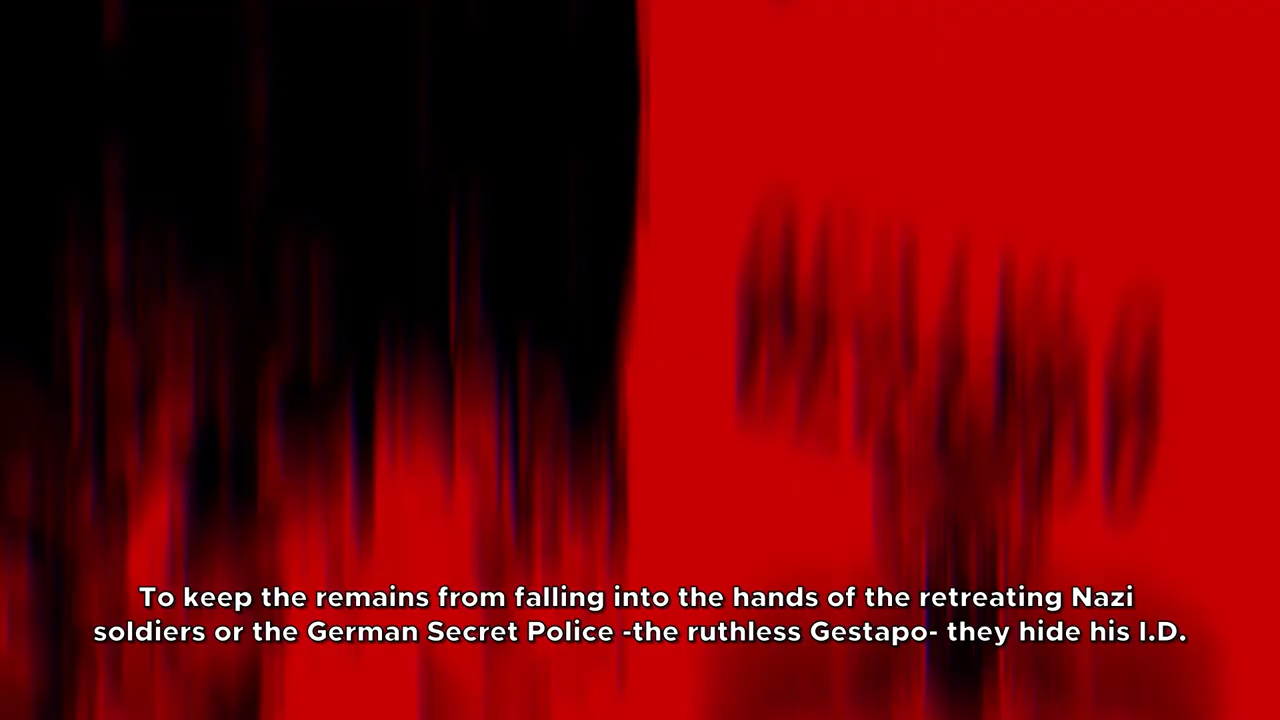 To keep the remains from falling into the hands of the retreating Nazi
soldiers or the German Secret Police -the ruthless Gestapo- they hide his I.D.